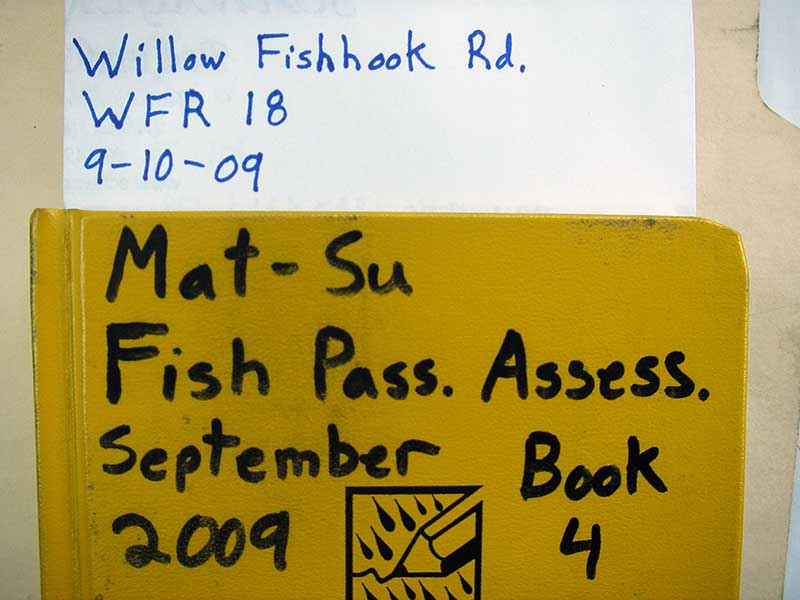 Willow Fishhook Rd.
WFR 18
9-10-09
Mat-Su
Fish Pass. Assess.
September Book
2009 4